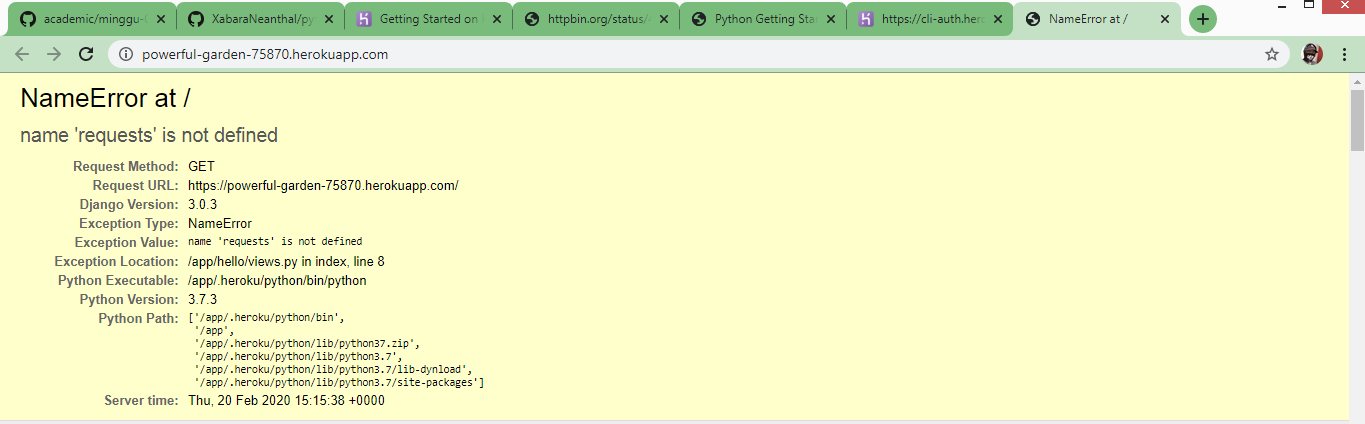 academic/minggu-
XabaraNeanthal/py
Getting Started on
httpbin.org/status/
Python Getting Sta
https://cli-auth.her
NameError at /
powerful-garden-75870.herokuapp.com
NameError at /
name 'requests' is not defined
Request Method: GET
Request URL: https://powerful-garden-75870.herokuapp.com/
Django Version: 3.0.3
Exception Type: NameError
Exception Value: name 'requests' is not defined
Exception Location: /app/hello/views.py in index, line 8
Python Executable: /app/.heroku/python/bin/python
Python Version: 3.7.3
Python Path: ['/app/.heroku/python/bin',
'/app',
'/app/.heroku/python/lib/python37.zip',
'/app/.heroku/python/lib/python3.7',
'/app/.heroku/python/lib/python3.7/lib-dynload',
'/app/.heroku/python/lib/python3.7/site-packages']
Server time: Thu, 20 Feb 2020 15:15:38 +0000